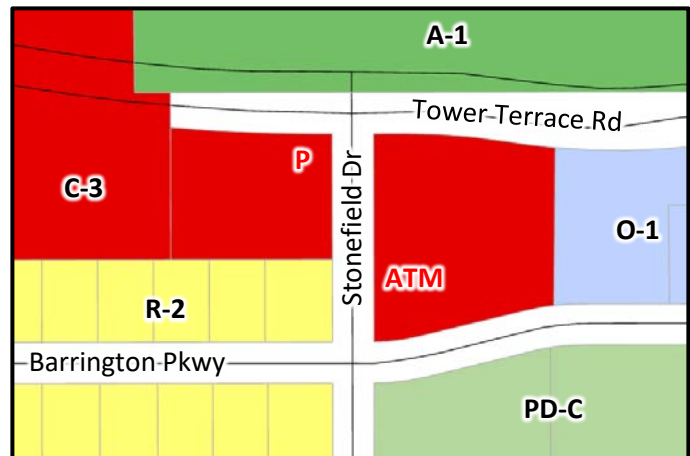 A-1
Tower Terrace Rd
P
C-3
Stonefield Dr
O-1
ATM
R-2
Barrington Pkwy
PD-C